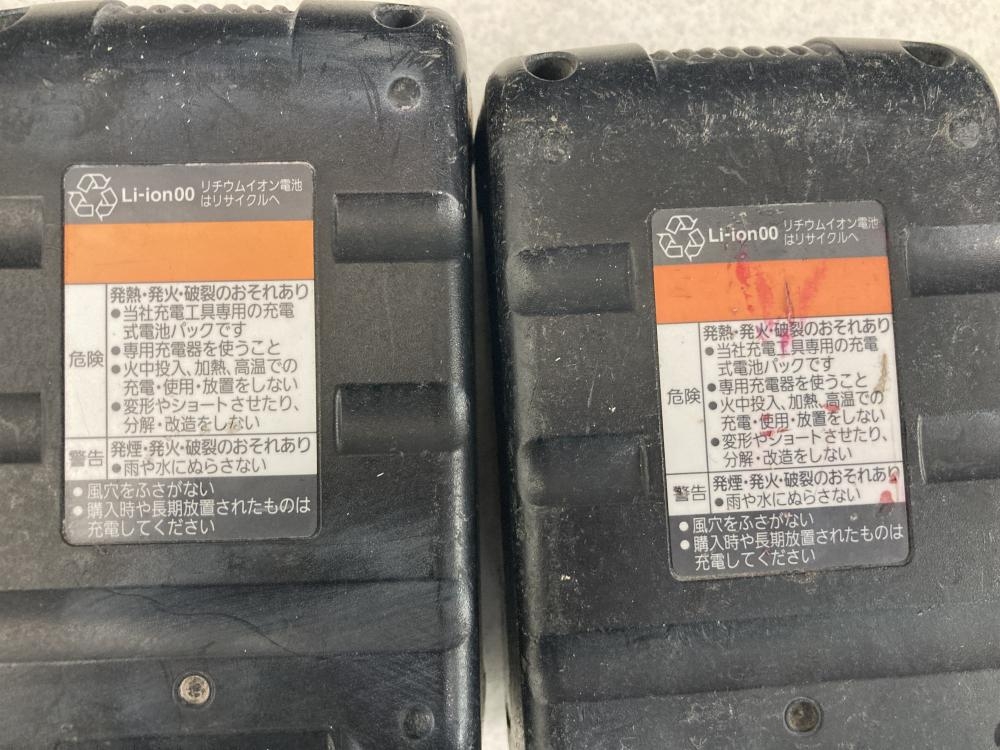 Li-ion00 リチウムイオン電池
はリサイクルへ
危険
発熱・発火・破裂のおそれあり
●当社充電工具専用の充電
式電池パックです
●専用充電器を使うこと
●火中投入、加熱、高温での
充電・使用・放置をしない
●変形やショートさせたり、
分解・改造をしない
警告
発煙・発火・破裂のおそれあり
●雨や水にぬらさない
●風穴をふさがない
●購入時や長期放置されたものは
充電してください
Li-ion00 リチウムイオン電池
はリサイクルへ
危険
発熱・発火・破裂のおそれあり
●当社充電工具専用の充電
式電池パックです
●専用充電器を使うこと
●火中投入、加熱、高温での
充電・使用・放置をしない
●変形やショートさせたり、
分解・改造をしない
警告
発煙・発火・破裂のおそれあり
●雨や水にぬらさない
●風穴をふさがない
●購入時や長期放置されたものは
充電してください